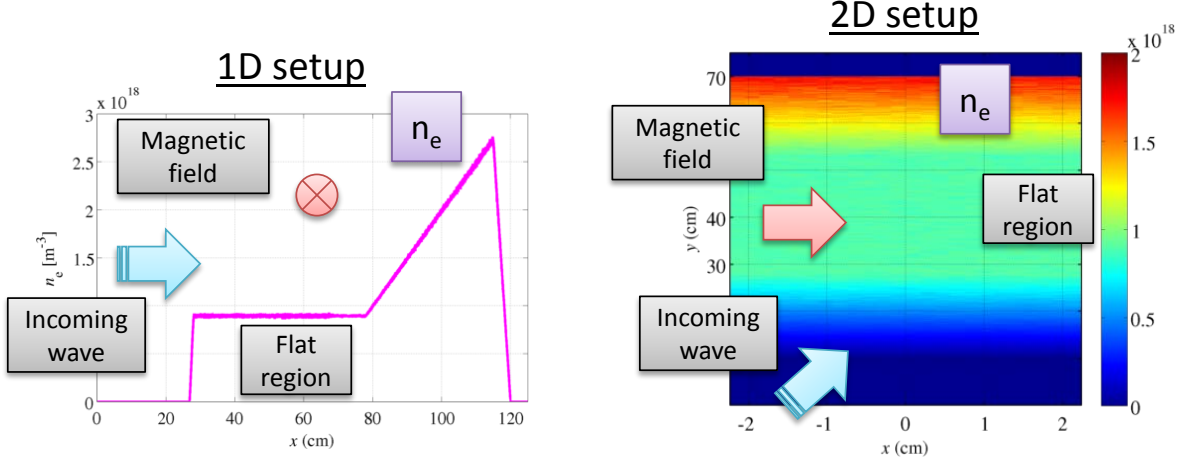 1D setup
x 10^18
3
2.5
2
1.5
1
0.5
0
n_e [m^-3]
0
20
40
60
80
100
120
x (cm)
Magnetic
field
n_e
Incoming
wave
Flat
region
2D setup
x 10^18
70
40
30
y (cm)
-2
-1
0
1
2
x (cm)
2
1.5
1
0.5
0
n_e
Magnetic
field
Flat
region
Incoming
wave